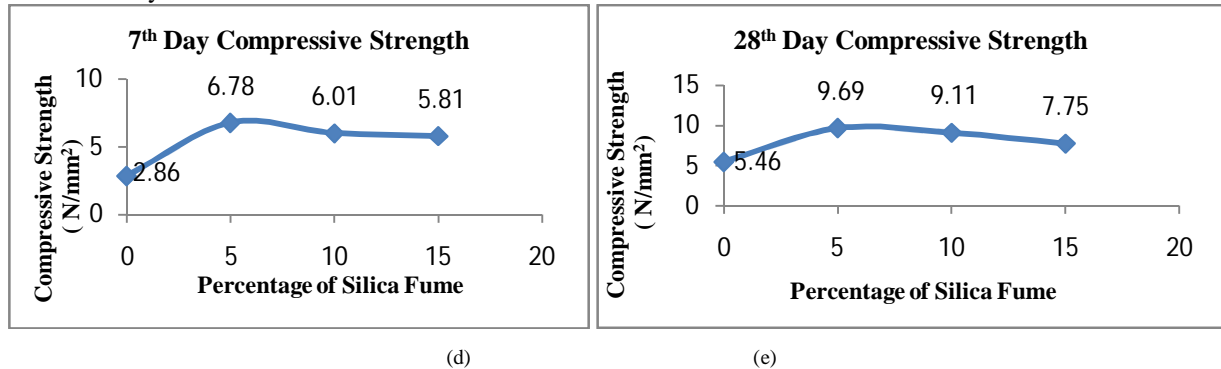 7th Day Compressive Strength
Compressive Strength
( N/mm²)
10
5
0
2.86
6.78
6.01
5.81
0
5
10
15
20
Percentage of Silica Fume
(d)
28th Day Compressive Strength
Compressive Strength
( N/mm²)
15
10
5
0
5.46
9.69
9.11
7.75
0
5
10
15
20
Percentage of Silica Fume
(e)